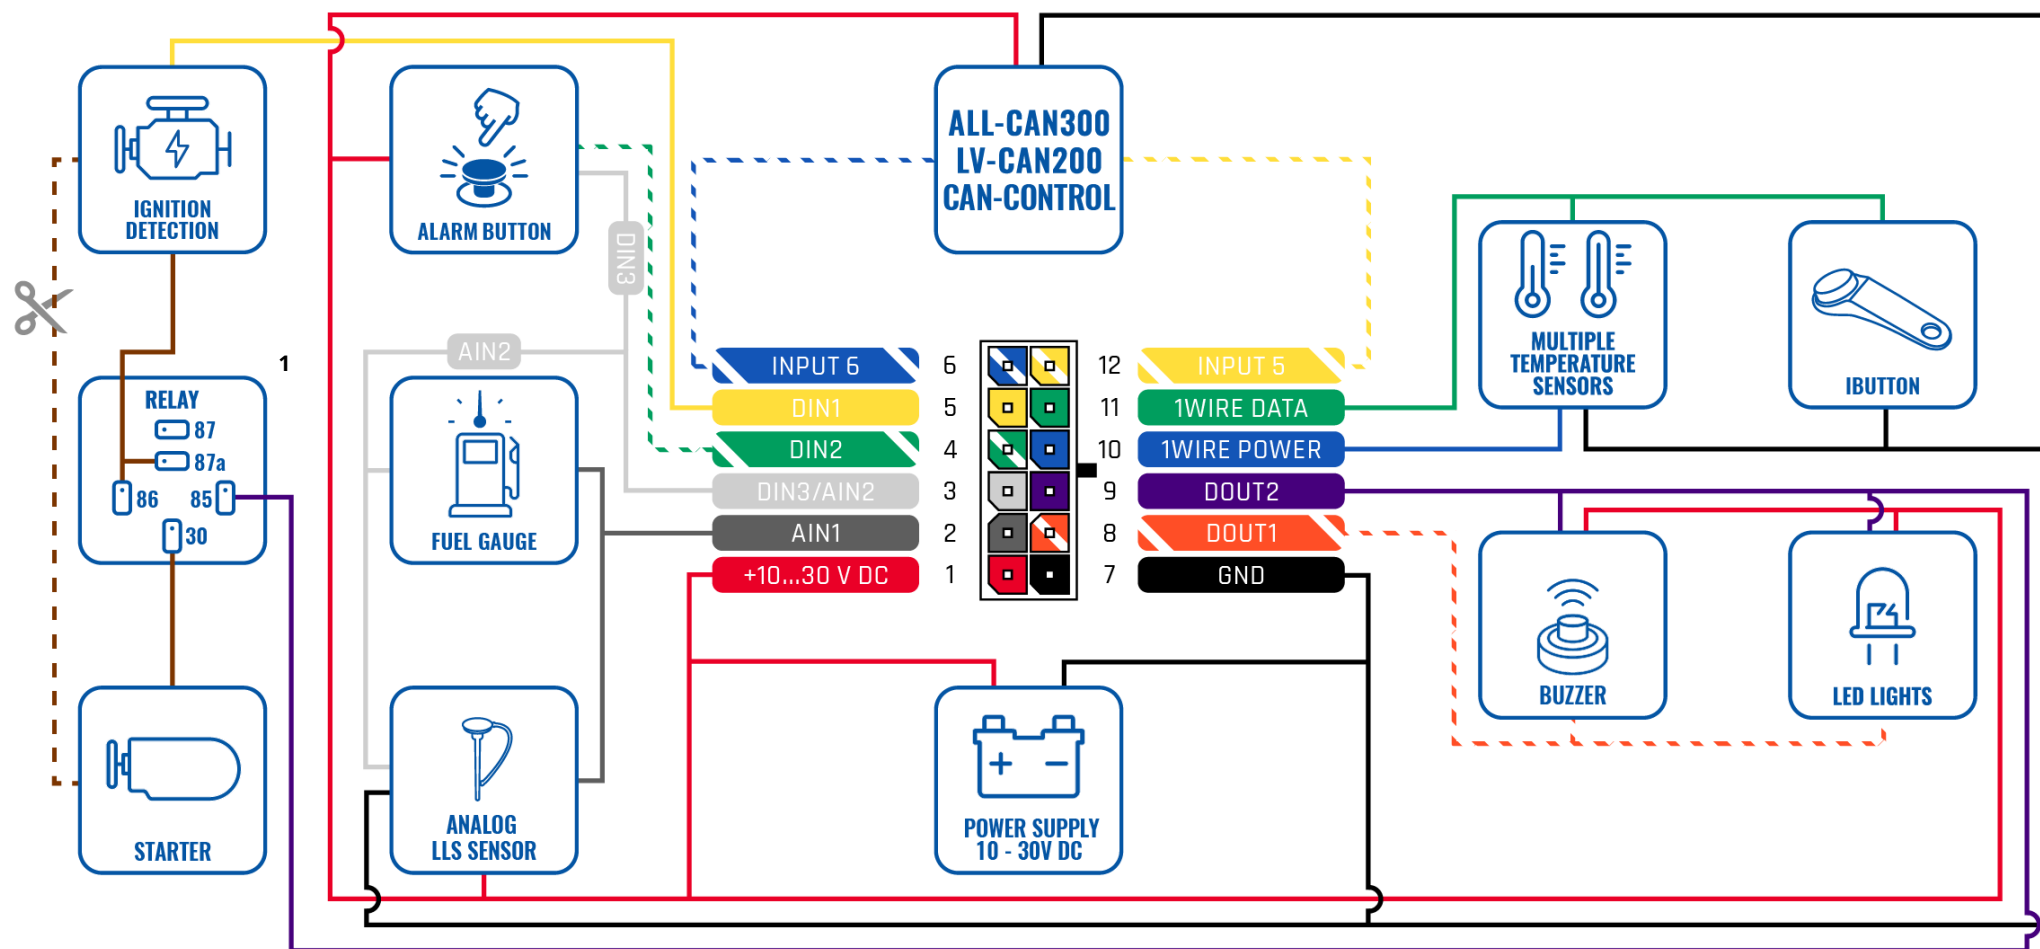 IGNITION
DETECTION
ALARM BUTTON
ALL-CAN300
LV-CAN200
CAN-CONTROL
DIN3
AIN2
1
RELAY
87
87a
86
85
30
FUEL GAUGE
INPUT 6
6
12
INPUT 5
DIN1
5
11
1WIRE DATA
DIN2
4
10
1WIRE POWER
DIN3/AIN2
3
9
DOUT2
AIN1
2
8
DOUT1
+10...30 V DC
1
7
GND
MULTIPLE
TEMPERATURE
SENSORS
IBUTTON
STARTER
ANALOG
LLS SENSOR
POWER SUPPLY
10 - 30V DC
BUZZER
LED LIGHTS